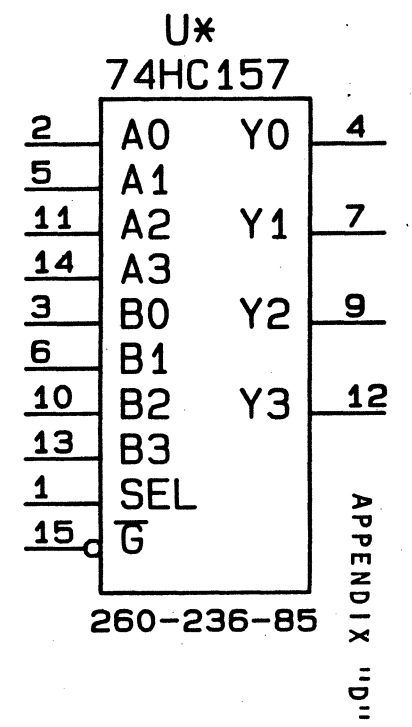 U*
74HC157
2 A0 Y0 4
5 A1
11 A2 Y1 7
14 A3
3 B0 Y2 9
6 B1
10 B2 Y3 12
13 B3
1 SEL
15 G̅
260-236-85
APPENDIX "D"